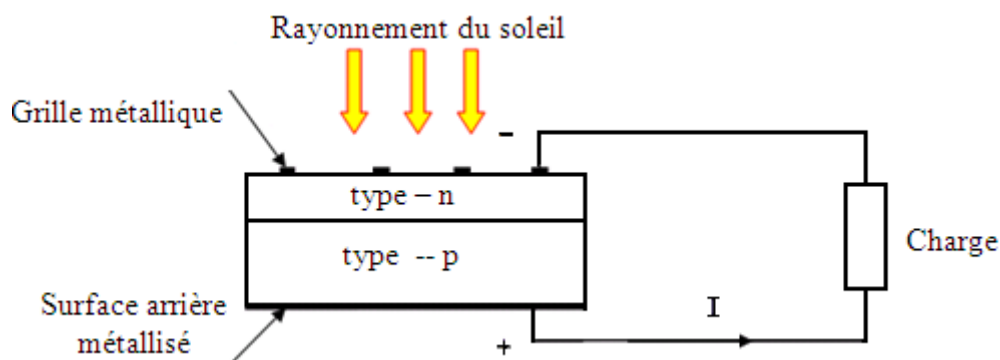 Rayonnement du soleil
Grille métallique
-
type – n
type -- p
Charge
Surface arrière
métallisé
I
+